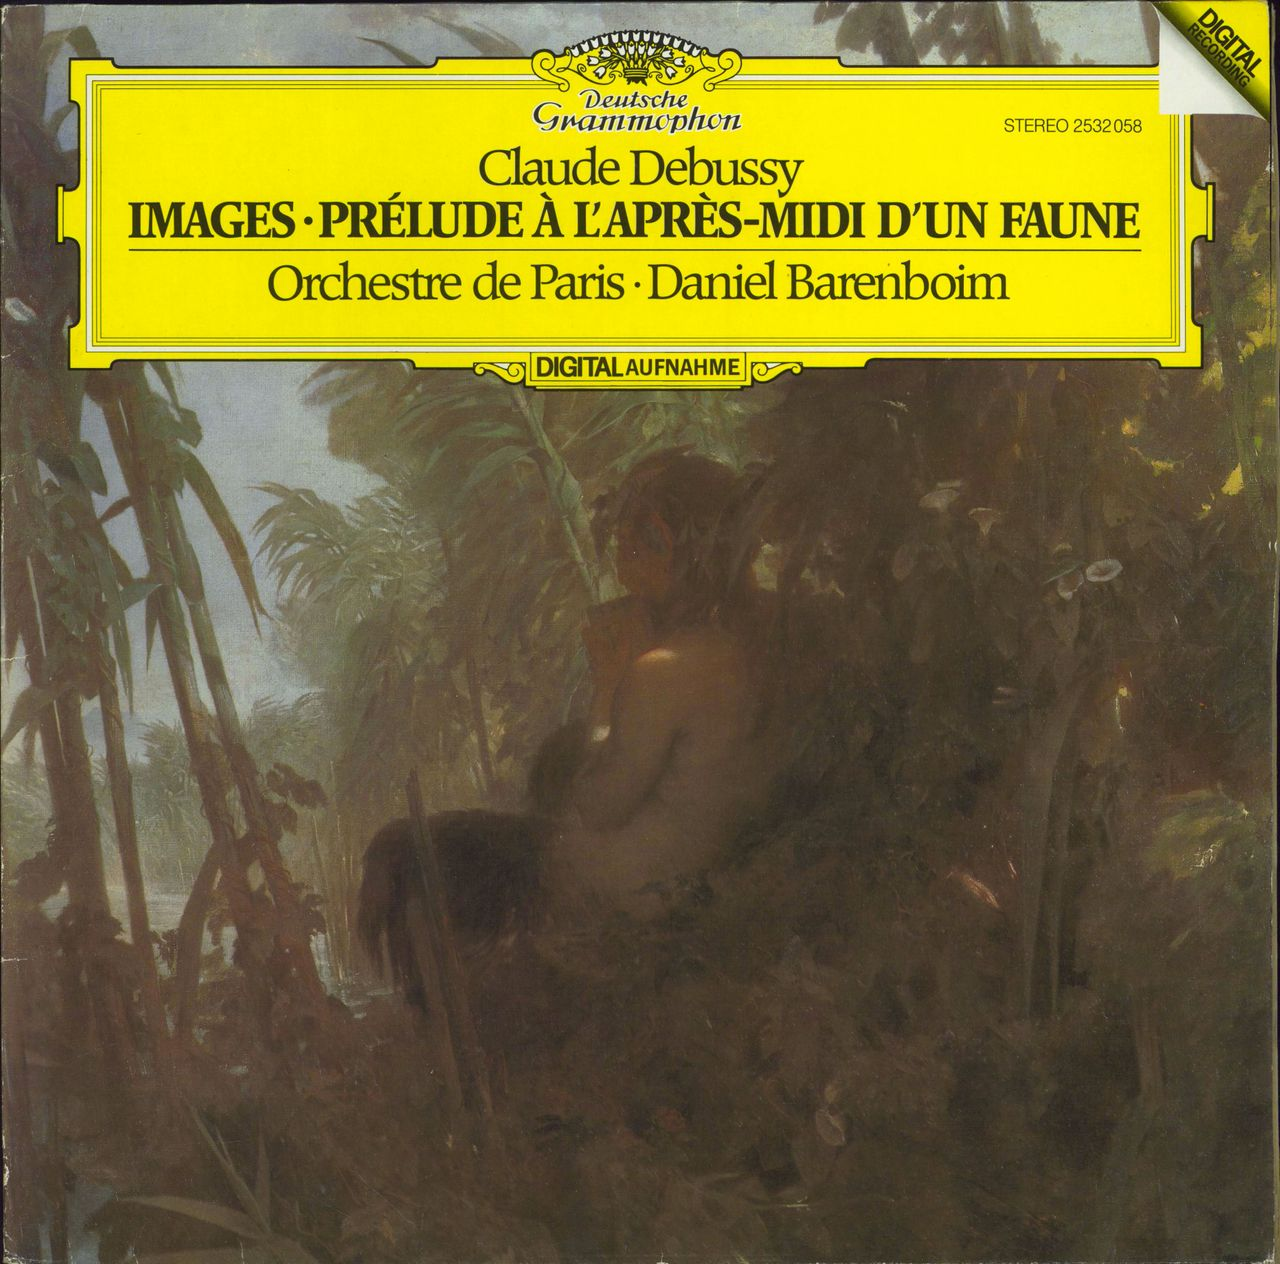 DIGITAL
RECORDING
Deutsche
Grammophon
STEREO 2532 058
Claude Debussy
IMAGES · PRÉLUDE À L'APRÈS-MIDI D'UN FAUNE
Orchestre de Paris · Daniel Barenboim
DIGITAL AUFNAHME